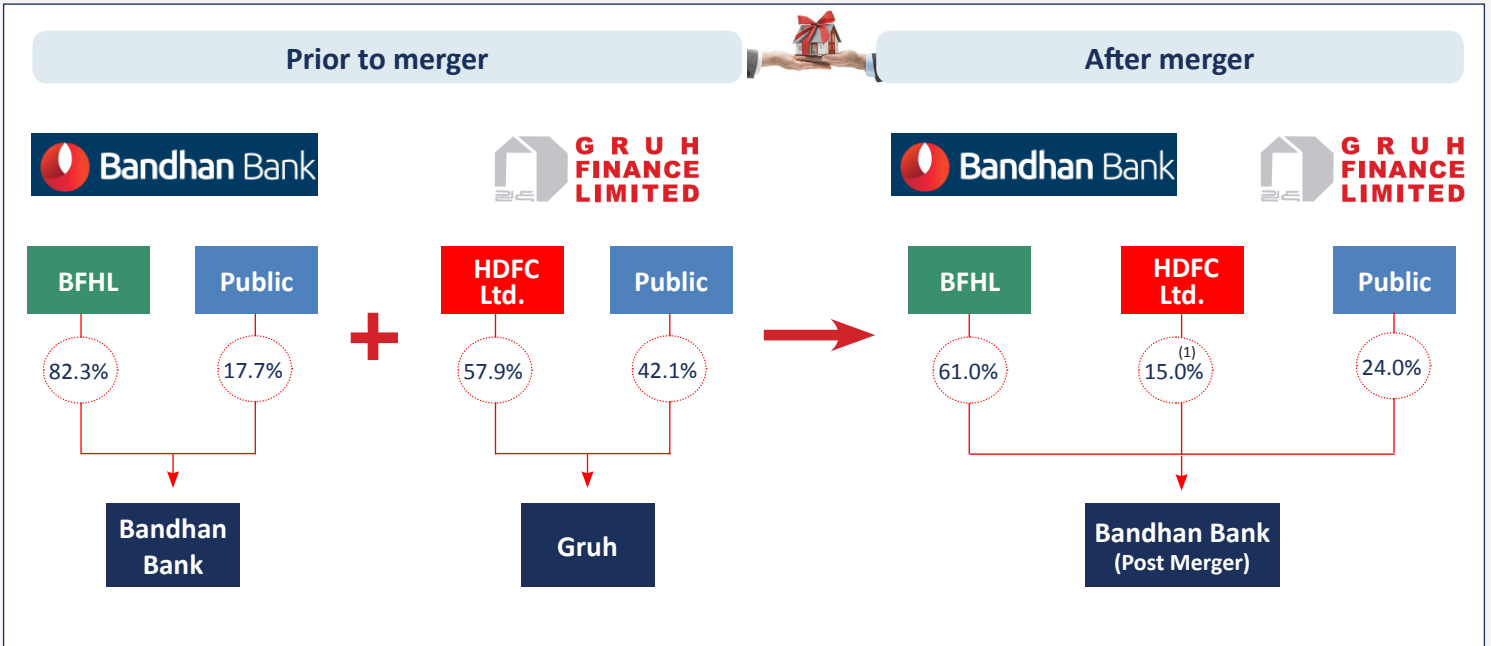 Prior to merger
After merger
Bandhan Bank
G R U H
FINANCE
LIMITED
Bandhan Bank
G R U H
FINANCE
LIMITED
BFHL
Public
HDFC
Ltd.
Public
BFHL
HDFC
Ltd.
Public
82.3%
17.7%
57.9%
42.1%
61.0%
(1)
15.0%
24.0%
Bandhan
Bank
Gruh
Bandhan Bank
(Post Merger)